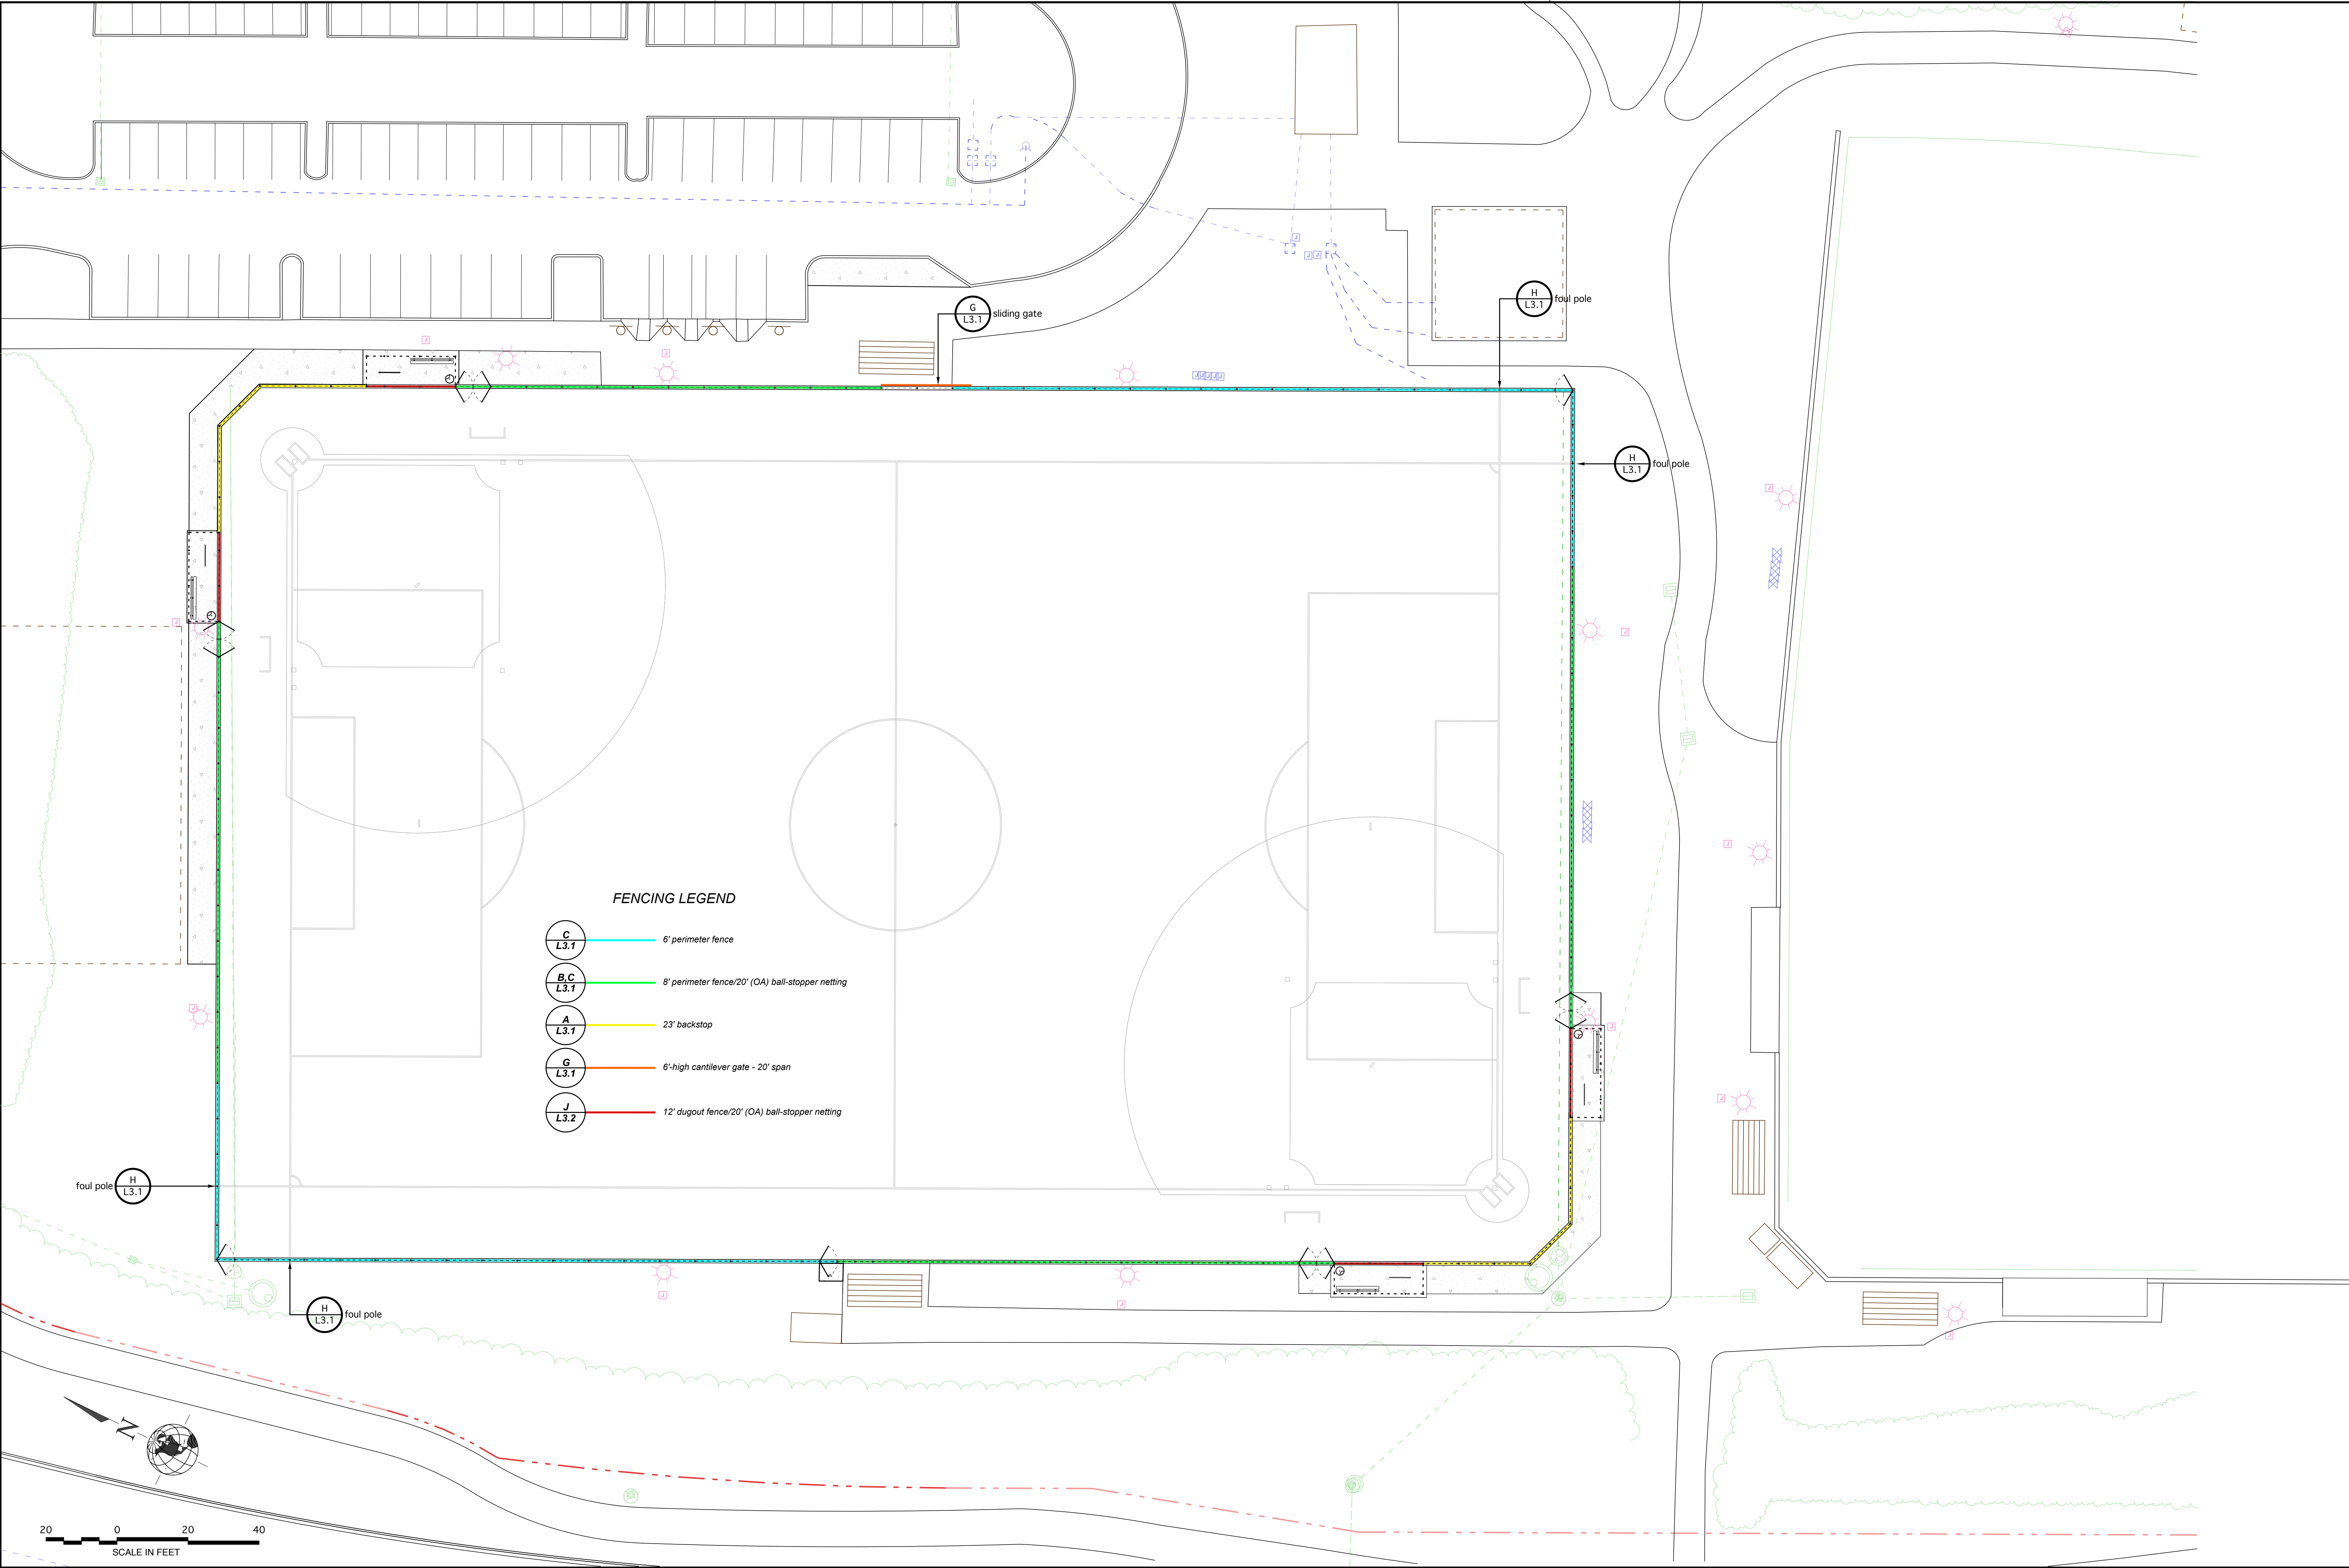 G
L3.1
sliding gate
H
L3.1
foul pole
H
L3.1
foul pole
FENCING LEGEND
C
L3.1
6' perimeter fence
B,C
L3.1
8' perimeter fence/20' (OA) ball-stopper netting
A
L3.1
23' backstop
G
L3.1
6'-high cantilever gate - 20' span
J
L3.2
12' dugout fence/20' (OA) ball-stopper netting
foul pole
H
L3.1
H
L3.1
foul pole
N
20 0 20 40
SCALE IN FEET